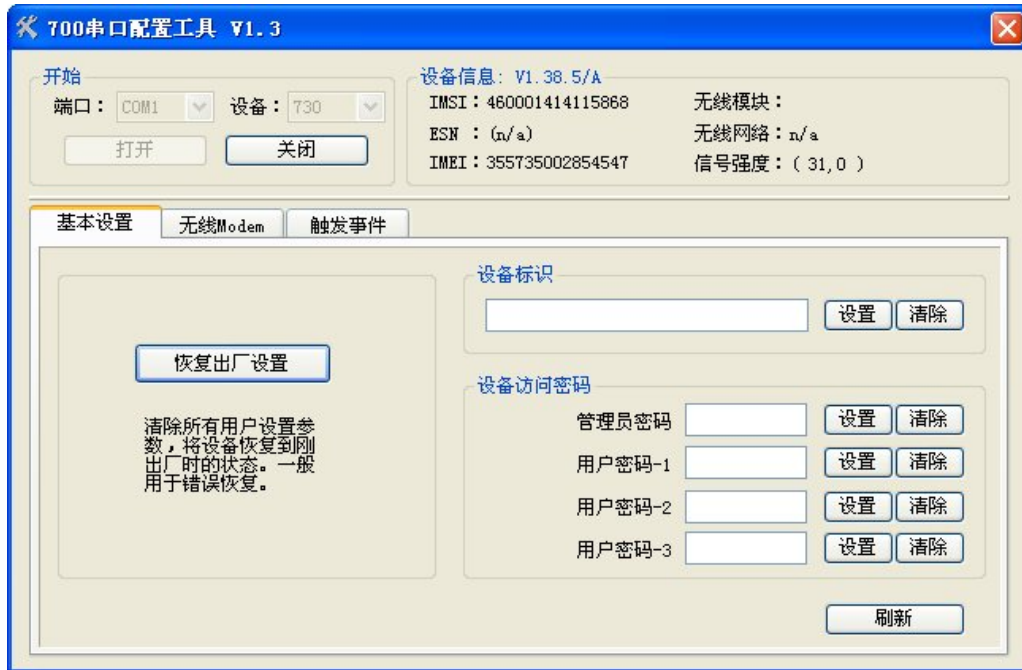 700串口配置工具 V1.3
开始
端口： COM1 设备： 730
打开 关闭
设备信息: V1.38.5/A
IMSI：460001414115868 无线模块：
ESN ：(n/a) 无线网络：n/a
IMEI：355735002854547 信号强度：( 31,0 )
基本设置 无线Modem 触发事件
恢复出厂设置
清除所有用户设置参
数，将设备恢复到刚
出厂时的状态。一般
用于错误恢复。
设备标识
设置 清除
设备访问密码
管理员密码 设置 清除
用户密码-1 设置 清除
用户密码-2 设置 清除
用户密码-3 设置 清除
刷新